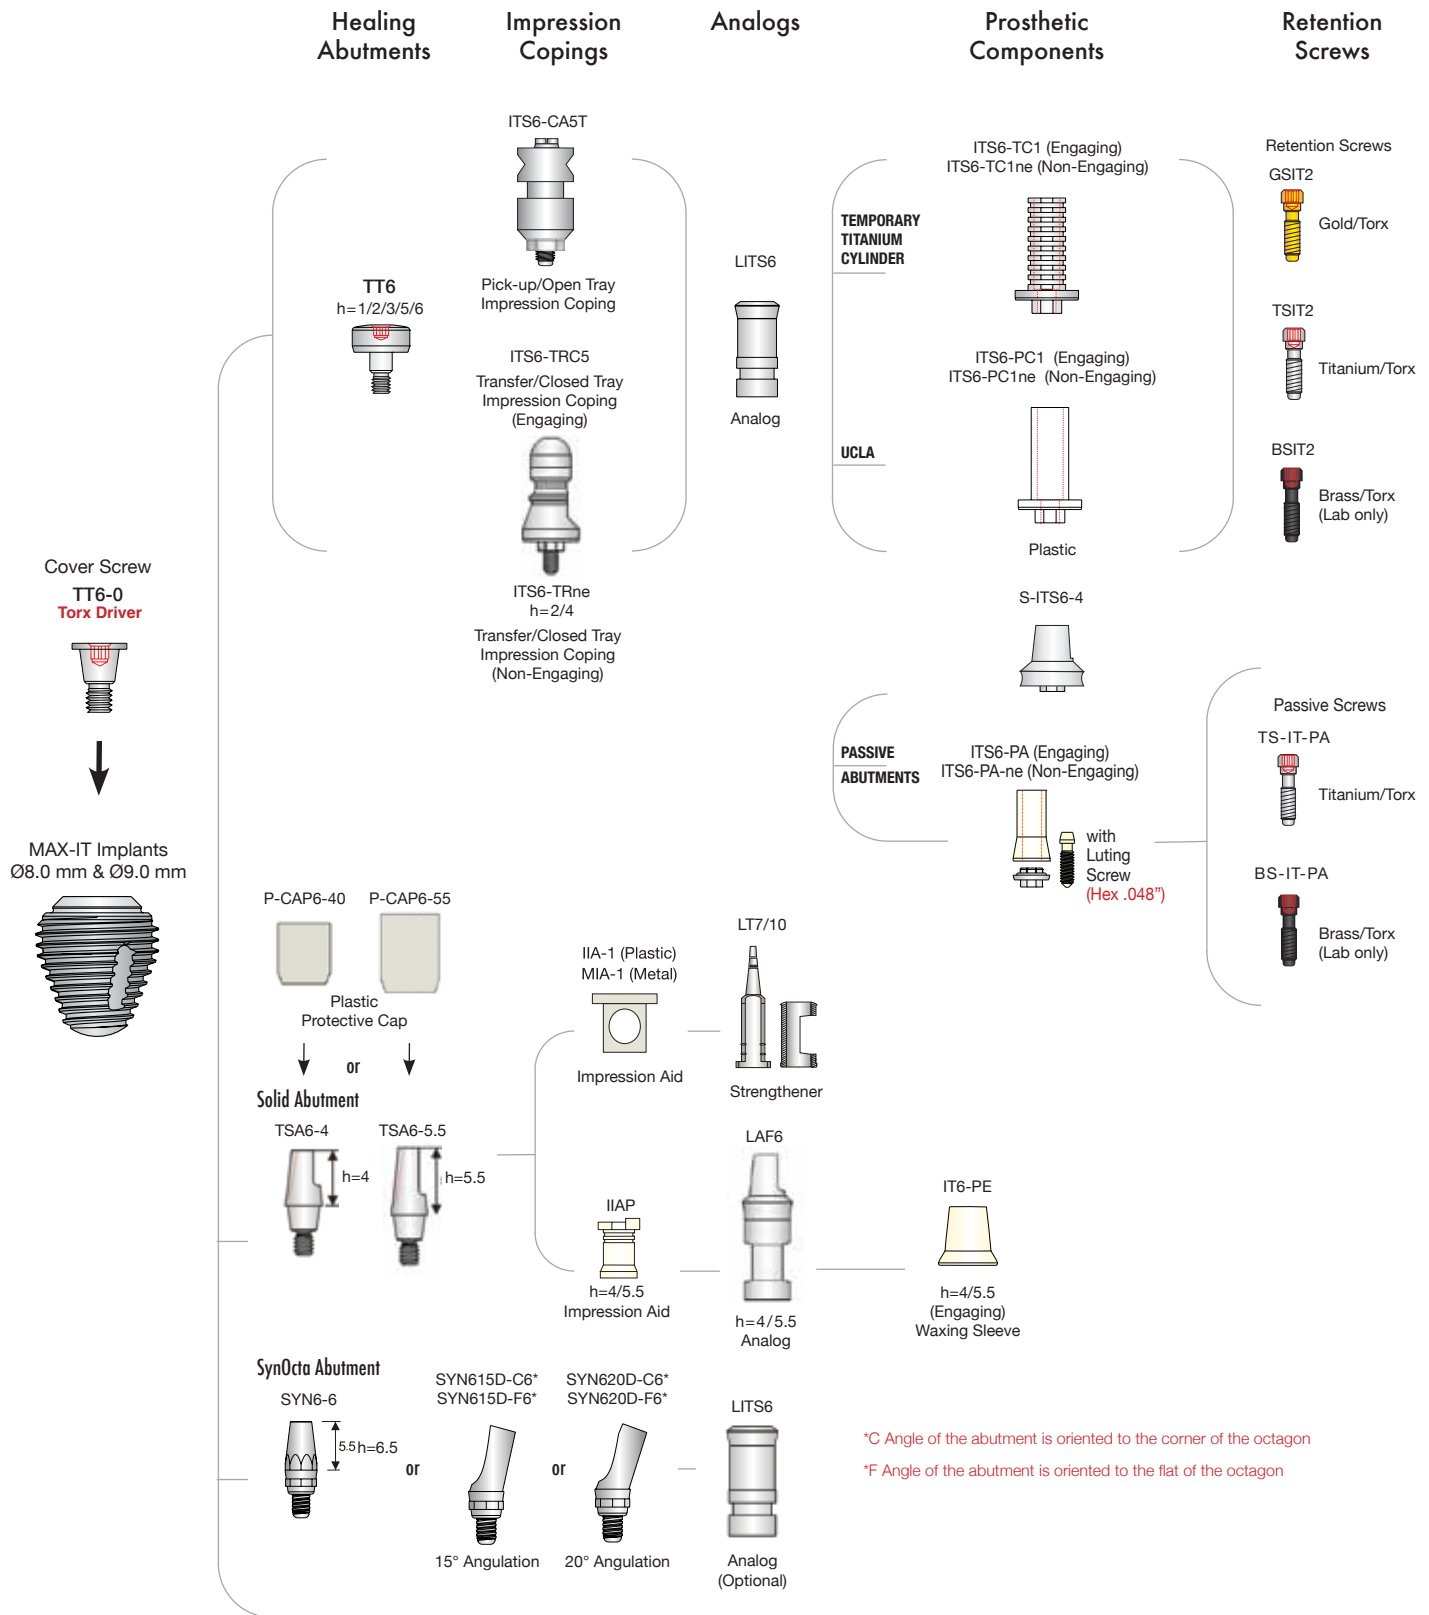 Healing
Abutments
Impression
Copings
Analogs
Prosthetic
Components
Retention
Screws
ITS6-CA5T
Pick-up/Open Tray
Impression Coping
TT6
h=1/2/3/5/6
ITS6-TRC5
Transfer/Closed Tray
Impression Coping
(Engaging)
ITS6-TRne
h=2/4
Transfer/Closed Tray
Impression Coping
(Non-Engaging)
LITS6
Analog
TEMPORARY
TITANIUM
CYLINDER
ITS6-TC1 (Engaging)
ITS6-TC1ne (Non-Engaging)
UCLA
ITS6-PC1 (Engaging)
ITS6-PC1ne (Non-Engaging)
Plastic
Retention Screws
GSIT2
Gold/Torx
TSIT2
Titanium/Torx
BSIT2
Brass/Torx
(Lab only)
Cover Screw
TT6-0
Torx Driver
MAX-IT Implants
Ø8.0 mm & Ø9.0 mm
S-ITS6-4
PASSIVE
ABUTMENTS
ITS6-PA (Engaging)
ITS6-PA-ne (Non-Engaging)
with
Luting
Screw
(Hex .048”)
Passive Screws
TS-IT-PA
Titanium/Torx
BS-IT-PA
Brass/Torx
(Lab only)
P-CAP6-40
P-CAP6-55
Plastic
Protective Cap
or
Solid Abutment
TSA6-4
h=4
TSA6-5.5
h=5.5
IIA-1 (Plastic)
MIA-1 (Metal)
Impression Aid
LT7/10
Strengthener
IIAP
h=4/5.5
Impression Aid
LAF6
h=4/5.5
Analog
IT6-PE
h=4/5.5
(Engaging)
Waxing Sleeve
SynOcta Abutment
SYN6-6
5.5 h=6.5
or
SYN615D-C6*
SYN615D-F6*
15° Angulation
or
SYN620D-C6*
SYN620D-F6*
20° Angulation
LITS6
Analog
(Optional)
*C Angle of the abutment is oriented to the corner of the octagon
*F Angle of the abutment is oriented to the flat of the octagon